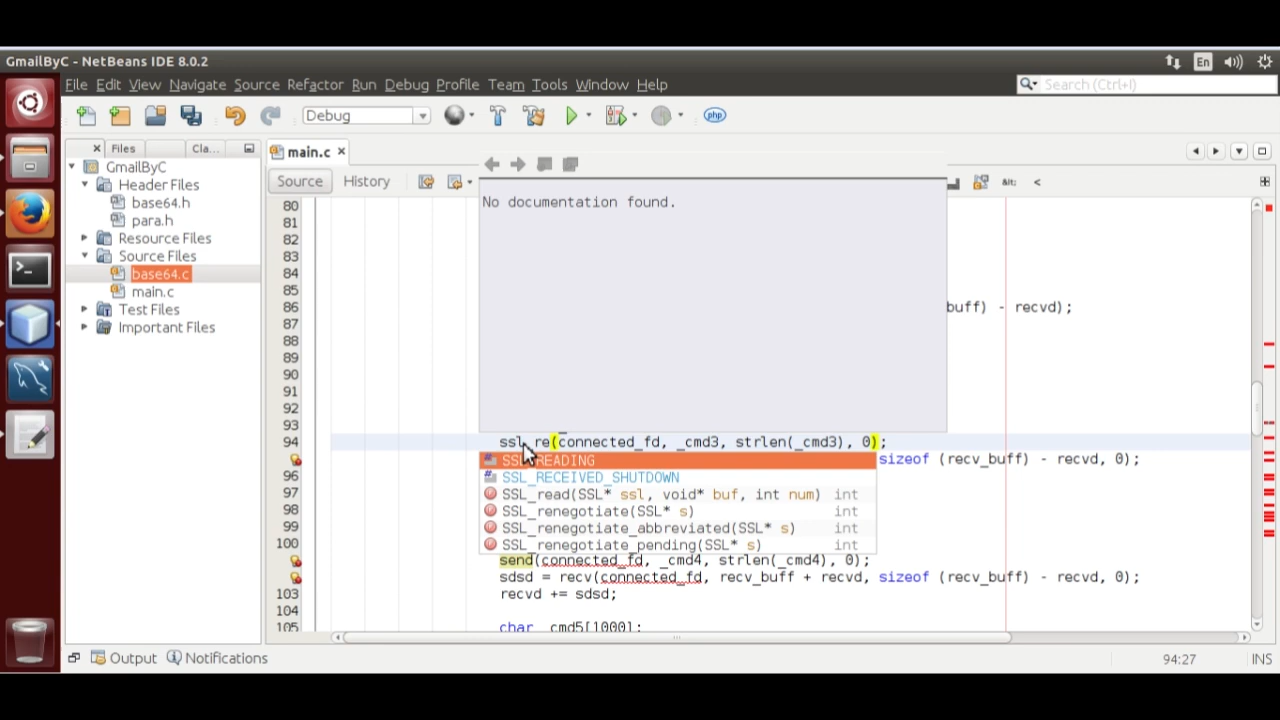 GmailByC - NetBeans IDE 8.0.2
En
File Edit View Navigate Source Refactor Run Debug Profile Team Tools Window Help
Search (Ctrl+I)
Debug
php
Files
Cla...
main.c
GmailByC
Header Files
base64.h
para.h
Resource Files
Source Files
base64.c
main.c
Test Files
Important Files
Source History
No documentation found.
80
81
82
83
84
85
86 buff) - recvd);
87
88
89
90
91
92
93
94 ssl_re(connected_fd, _cmd3, strlen(_cmd3), 0);
sizeof (recv_buff) - recvd, 0);
SSL_READING
96 SSL_RECEIVED_SHUTDOWN
97 SSL_read(SSL* ssl, void* buf, int num) int
98 SSL_renegotiate(SSL* s) int
99 SSL_renegotiate_abbreviated(SSL* s) int
100 SSL_renegotiate_pending(SSL* s) int
send(connected_fd, _cmd4, strlen(_cmd4), 0);
sdsd = recv(connected_fd, recv_buff + recvd, sizeof (recv_buff) - recvd, 0);
103 recvd += sdsd;
104
105 char _cmd5[1000];
Output Notifications
94:27 INS